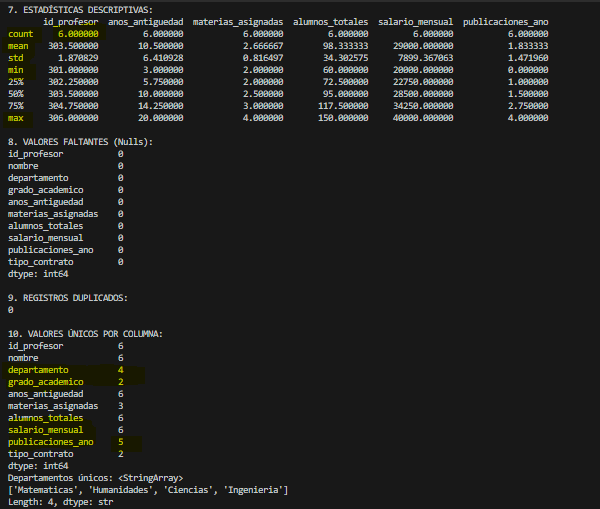 7. ESTADÍSTICAS DESCRIPTIVAS:
id_profesor anos_antiguedad materias_asignadas alumnos_totales salario_mensual publicaciones_ano
count 6.000000 6.000000 6.000000 6.000000 6.000000 6.000000
mean 303.500000 10.500000 2.666667 98.333333 29000.000000 1.833333
std 1.870829 6.410928 0.816497 34.302575 7899.367063 1.471960
min 301.000000 3.000000 2.000000 60.000000 20000.000000 0.000000
25% 302.250000 5.750000 2.000000 72.500000 22750.000000 1.000000
50% 303.500000 10.000000 2.500000 95.000000 28500.000000 1.500000
75% 304.750000 14.250000 3.000000 117.500000 34250.000000 2.750000
max 306.000000 20.000000 4.000000 150.000000 40000.000000 4.000000
8. VALORES FALTANTES (Nulls):
id_profesor 0
nombre 0
departamento 0
grado_academico 0
anos_antiguedad 0
materias_asignadas 0
alumnos_totales 0
salario_mensual 0
publicaciones_ano 0
tipo_contrato 0
dtype: int64
9. REGISTROS DUPLICADOS:
0
10. VALORES ÚNICOS POR COLUMNA:
id_profesor 6
nombre 6
departamento 4
grado_academico 2
anos_antiguedad 6
materias_asignadas 3
alumnos_totales 6
salario_mensual 6
publicaciones_ano 5
tipo_contrato 2
dtype: int64
Departamentos únicos: <StringArray>
['Matematicas', 'Humanidades', 'Ciencias', 'Ingenieria']
Length: 4, dtype: str